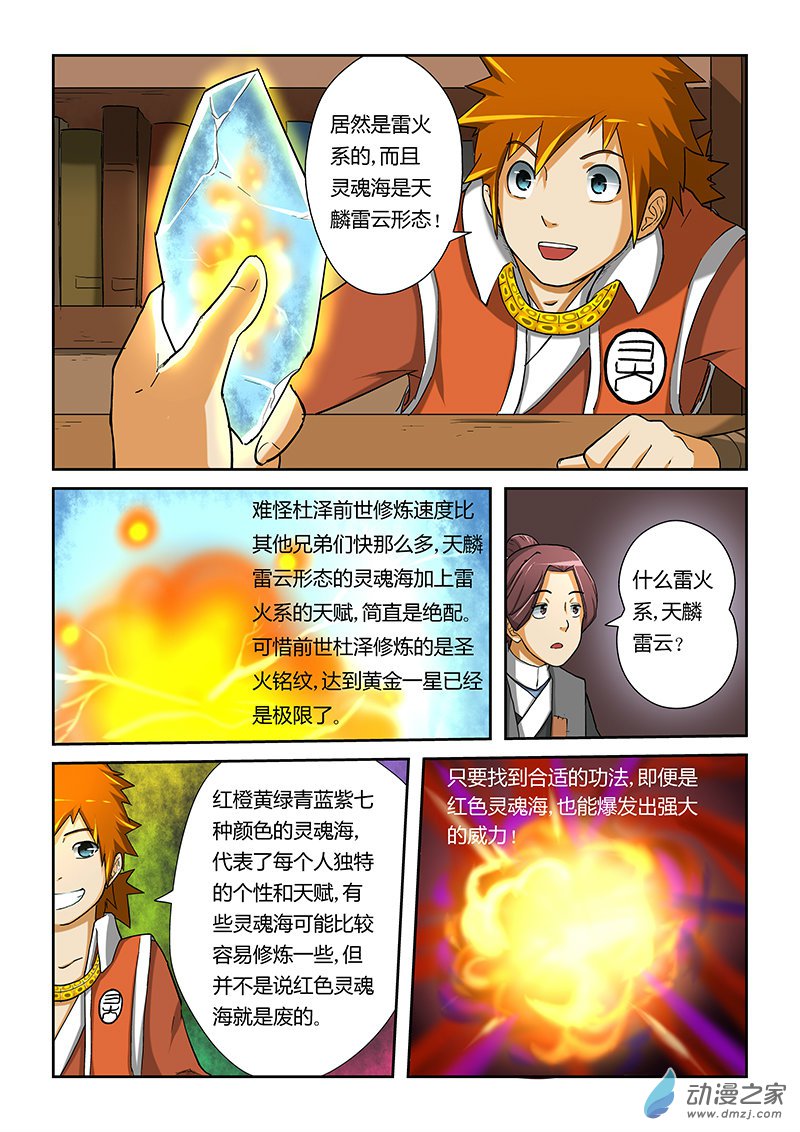 居然是雷火
系的,而且
灵魂海是天
麟雷云形态!
难怪杜泽前世修炼速度比
其他兄弟们快那么多,天麟
雷云形态的灵魂海加上雷
火系的天赋,简直是绝配。
可惜前世杜泽修炼的是圣
火铭纹,达到黄金一星已经
是极限了。
什么雷火
系,天麟
雷云?
红橙黄绿青蓝紫七
种颜色的灵魂海,
代表了每个人独特
的个性和天赋,有
些灵魂海可能比较
容易修炼一些,但
并不是说红色灵魂
海就是废的。
只要找到合适的功法,即便是
红色灵魂海,也能爆发出强大
的威力!
动漫之家
www.dmzj.com